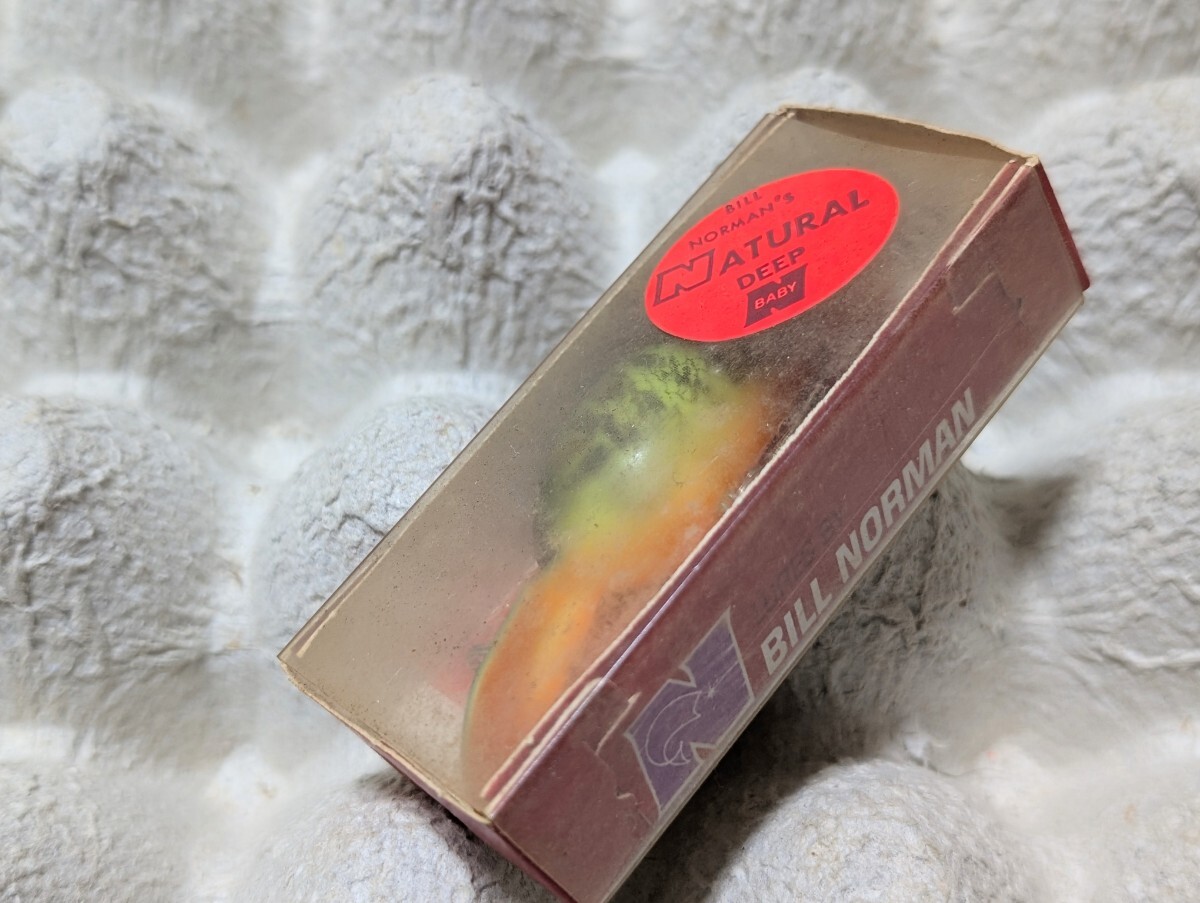 BILL
NORMAN'S
NATURAL
DEEP
N
BABY
N
BILL NORMAN